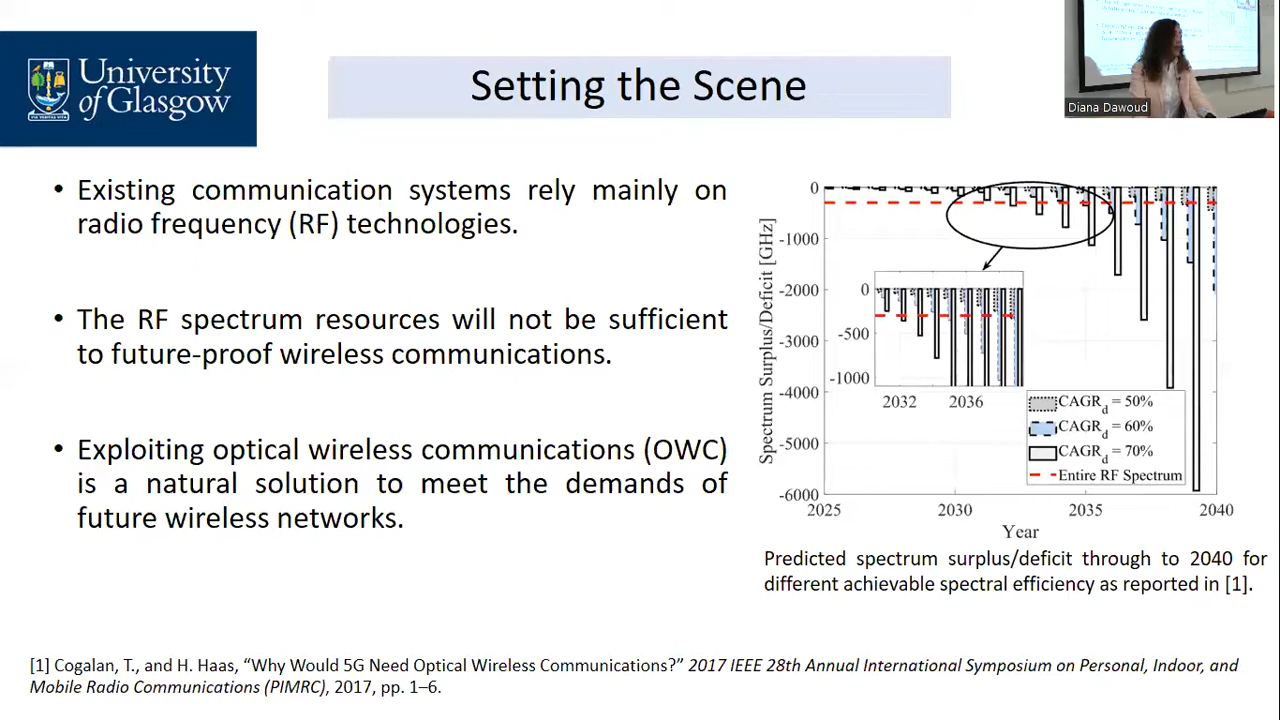 University
of Glasgow
VIA VERITAS VITA
Setting the Scene
Diana Dawoud
• Existing communication systems rely mainly on
radio frequency (RF) technologies.
• The RF spectrum resources will not be sufficient
to future-proof wireless communications.
• Exploiting optical wireless communications (OWC)
is a natural solution to meet the demands of
future wireless networks.
Spectrum Surplus/Deficit [GHz]
0
-1000
-2000
-3000
-4000
-5000
-6000
0
-500
-1000
2032 2036
CAGR_d = 50%
CAGR_d = 60%
CAGR_d = 70%
Entire RF Spectrum
2025 2030 2035 2040
Year
Predicted spectrum surplus/deficit through to 2040 for
different achievable spectral efficiency as reported in [1].
[1] Cogalan, T., and H. Haas, “Why Would 5G Need Optical Wireless Communications?” 2017 IEEE 28th Annual International Symposium on Personal, Indoor, and
Mobile Radio Communications (PIMRC), 2017, pp. 1–6.